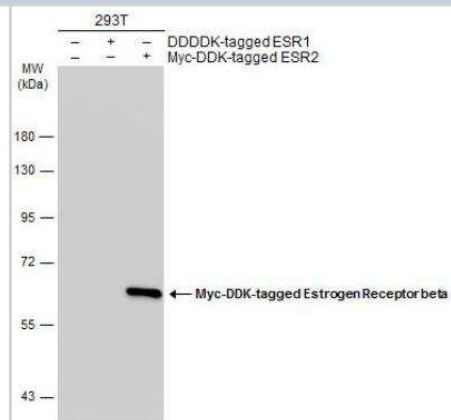 293T
- + - DDDDK-tagged ESR1
- - + Myc-DDK-tagged ESR2
MW
(kDa)
180
130
95
72
Myc-DDK-tagged Estrogen Receptor beta
55
43